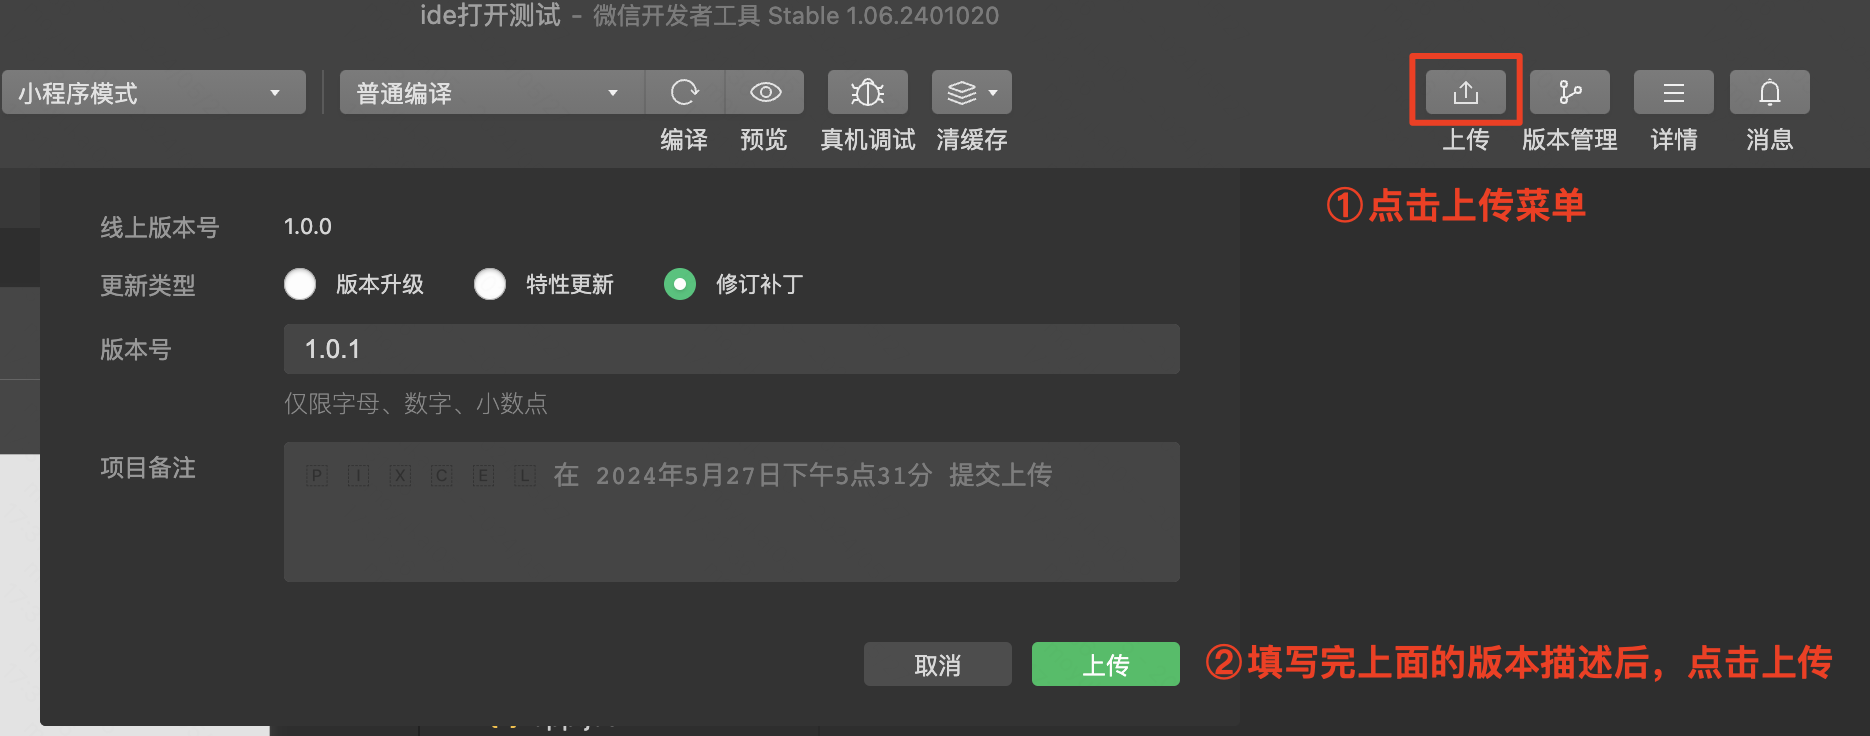 ide打开测试 - 微信开发者工具 Stable 1.06.2401020
小程序模式
普通编译
编译
预览
真机调试
清缓存
上传
版本管理
详情
消息
①点击上传菜单
线上版本号
1.0.0
更新类型
版本升级
特性更新
修订补丁
版本号
1.0.1
仅限字母、数字、小数点
项目备注
P I X C E L 在 2024年5月27日下午5点31分 提交上传
取消
上传
②填写完上面的版本描述后，点击上传